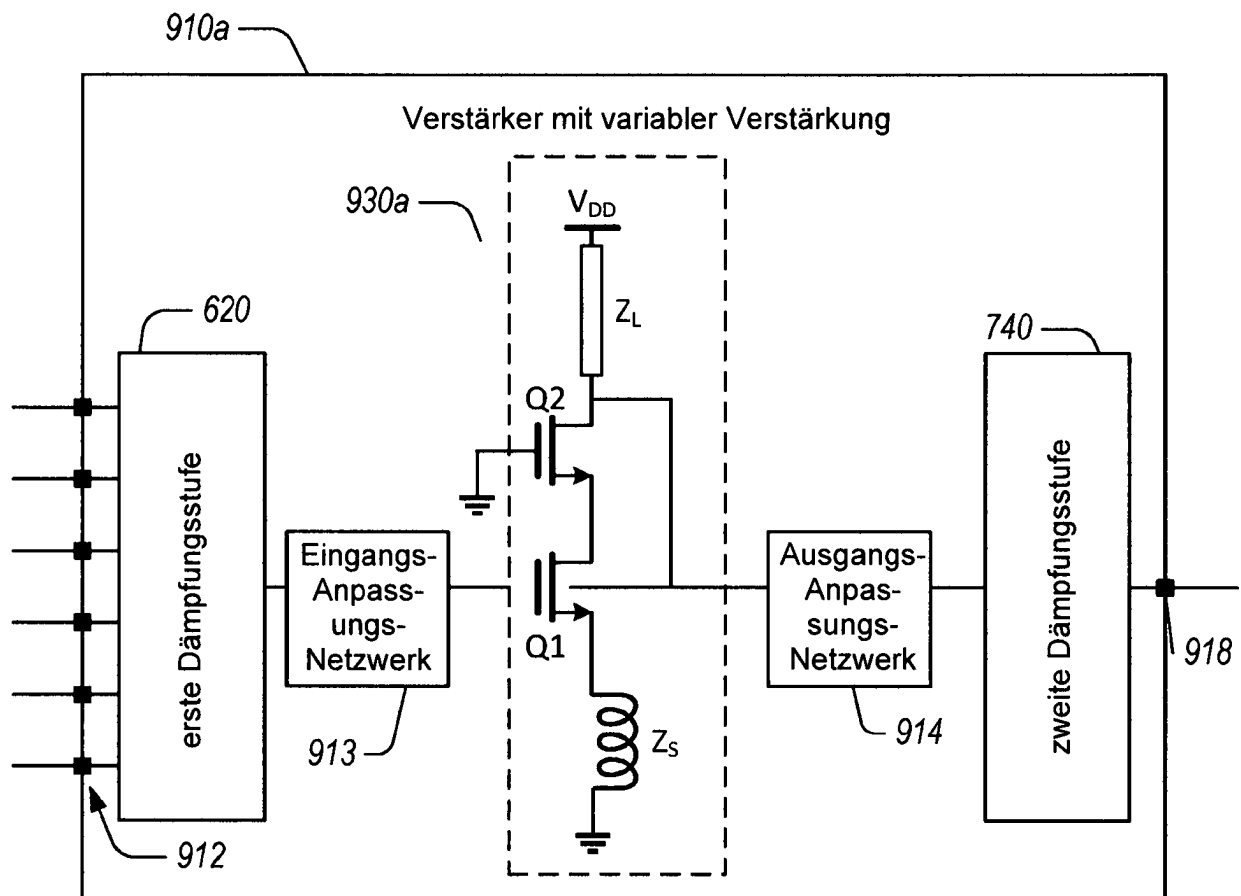 910a
Verstärker mit variabler Verstärkung
930a
VDD
ZL
620
740
Q2
erste Dämpfungsstufe
Eingangs-
Anpass-
ungs-
Netzwerk
Q1
Ausgangs-
Anpas-
sungs-
Netzwerk
zweite Dämpfungsstufe
918
913
ZS
914
912